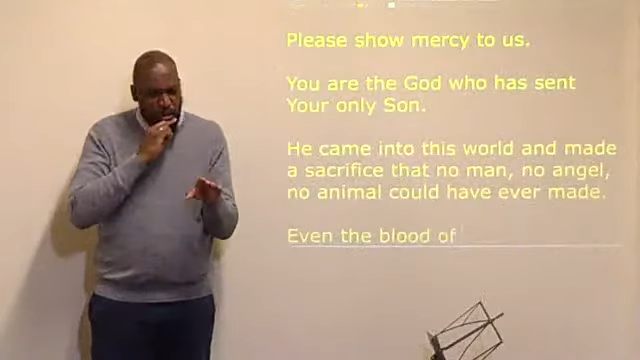 Please show mercy to us.
You are the God who has sent
Your only Son.
He came into this world and made
a sacrifice that no man, no angel,
no animal could have ever made.
Even the blood of